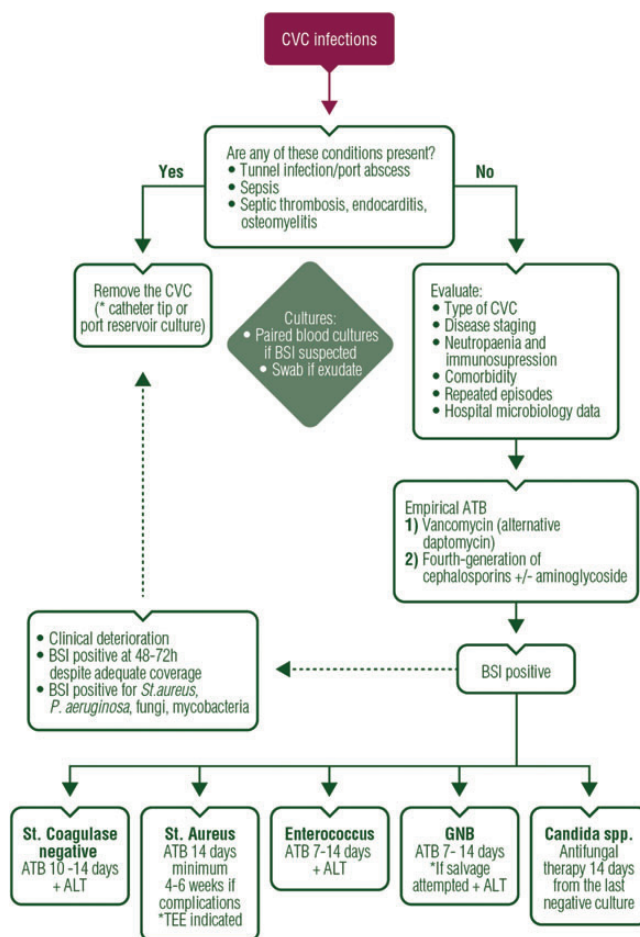 CVC infections
Are any of these conditions present?
• Tunnel infection/port abscess
• Sepsis
• Septic thrombosis, endocarditis,
osteomyelitis
Yes
No
Remove the CVC
(* catheter tip or
port reservoir culture)
Cultures:
• Paired blood cultures
if BSI suspected
• Swab if exudate
Evaluate:
• Type of CVC
• Disease staging
• Neutropaenia and
immunosupression
• Comorbidity
• Repeated episodes
• Hospital microbiology data
Empirical ATB
1) Vancomycin (alternative
daptomycin)
2) Fourth-generation of
cephalosporins +/- aminoglycoside
• Clinical deterioration
• BSI positive at 48-72h
despite adequate coverage
• BSI positive for St.aureus,
P. aeruginosa, fungi, mycobacteria
BSI positive
St. Coagulase
negative
ATB 10 -14 days
+ ALT
St. Aureus
ATB 14 days
minimum
4-6 weeks if
complications
*TEE indicated
Enterococcus
ATB 7-14 days
+ ALT
GNB
ATB 7- 14 days
*If salvage
attempted + ALT
Candida spp.
Antifungal
therapy 14 days
from the last
negative culture